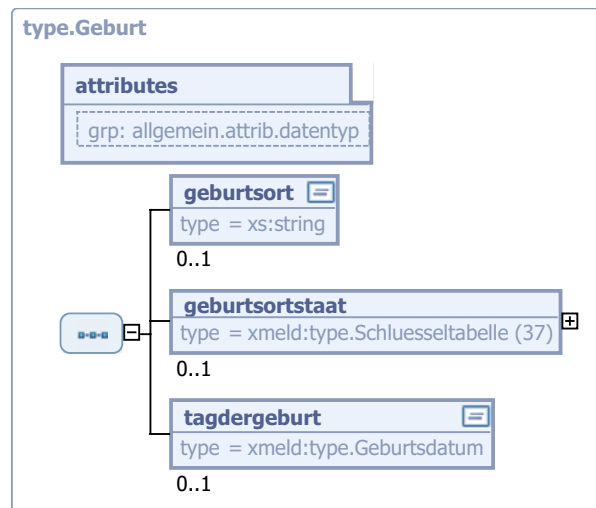 type.Geburt
attributes
grp: allgemein.attrib.datentyp
geburtsort
type = xs:string
0..1
geburtsortstaat
type = xmeld:type.Schluesseltabelle (37)
0..1
tagdergeburt
type = xmeld:type.Geburtsdatum
0..1